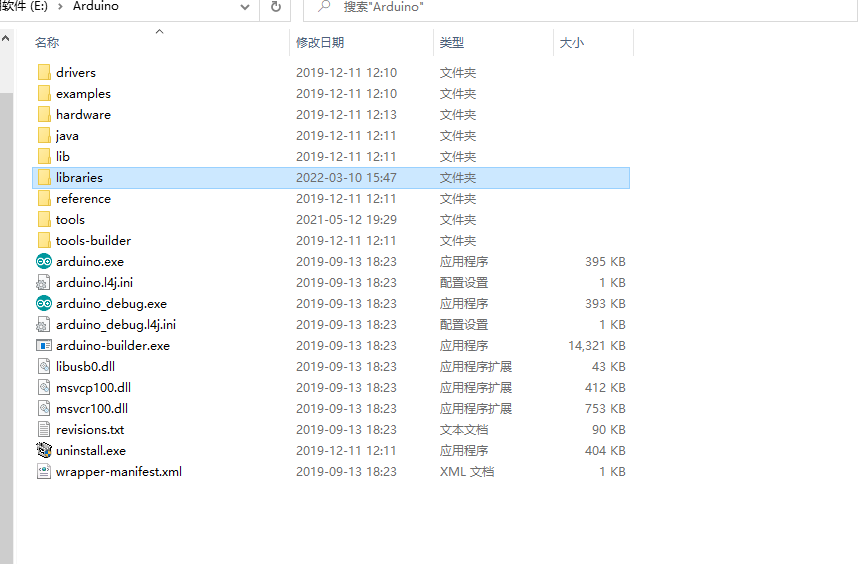 软件 (E:) › Arduino 搜索"Arduino"
名称 修改日期 类型 大小
drivers 2019-12-11 12:10 文件夹
examples 2019-12-11 12:10 文件夹
hardware 2019-12-11 12:13 文件夹
java 2019-12-11 12:11 文件夹
lib 2019-12-11 12:11 文件夹
libraries 2022-03-10 15:47 文件夹
reference 2019-12-11 12:11 文件夹
tools 2021-05-12 19:29 文件夹
tools-builder 2019-12-11 12:11 文件夹
arduino.exe 2019-09-13 18:23 应用程序 395 KB
arduino.l4j.ini 2019-09-13 18:23 配置设置 1 KB
arduino_debug.exe 2019-09-13 18:23 应用程序 393 KB
arduino_debug.l4j.ini 2019-09-13 18:23 配置设置 1 KB
arduino-builder.exe 2019-09-13 18:23 应用程序 14,321 KB
libusb0.dll 2019-09-13 18:23 应用程序扩展 43 KB
msvcp100.dll 2019-09-13 18:23 应用程序扩展 412 KB
msvcr100.dll 2019-09-13 18:23 应用程序扩展 753 KB
revisions.txt 2019-09-13 18:23 文本文档 90 KB
uninstall.exe 2019-12-11 12:11 应用程序 404 KB
wrapper-manifest.xml 2019-09-13 18:23 XML 文档 1 KB